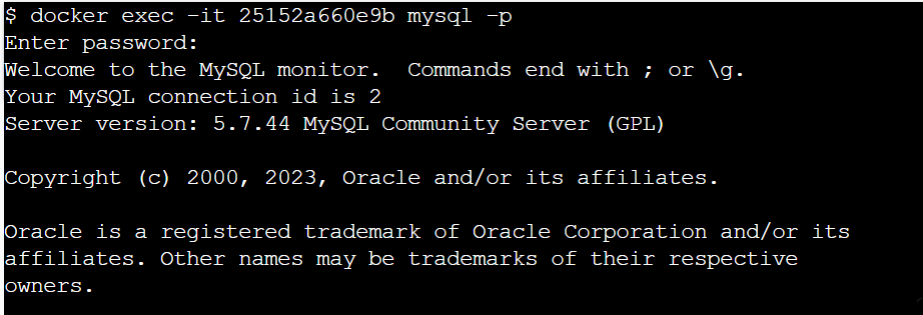 $ docker exec -it 25152a660e9b mysql -p
Enter password:
Welcome to the MySQL monitor.  Commands end with ; or \g.
Your MySQL connection id is 2
Server version: 5.7.44 MySQL Community Server (GPL)

Copyright (c) 2000, 2023, Oracle and/or its affiliates.

Oracle is a registered trademark of Oracle Corporation and/or its
affiliates. Other names may be trademarks of their respective
owners.